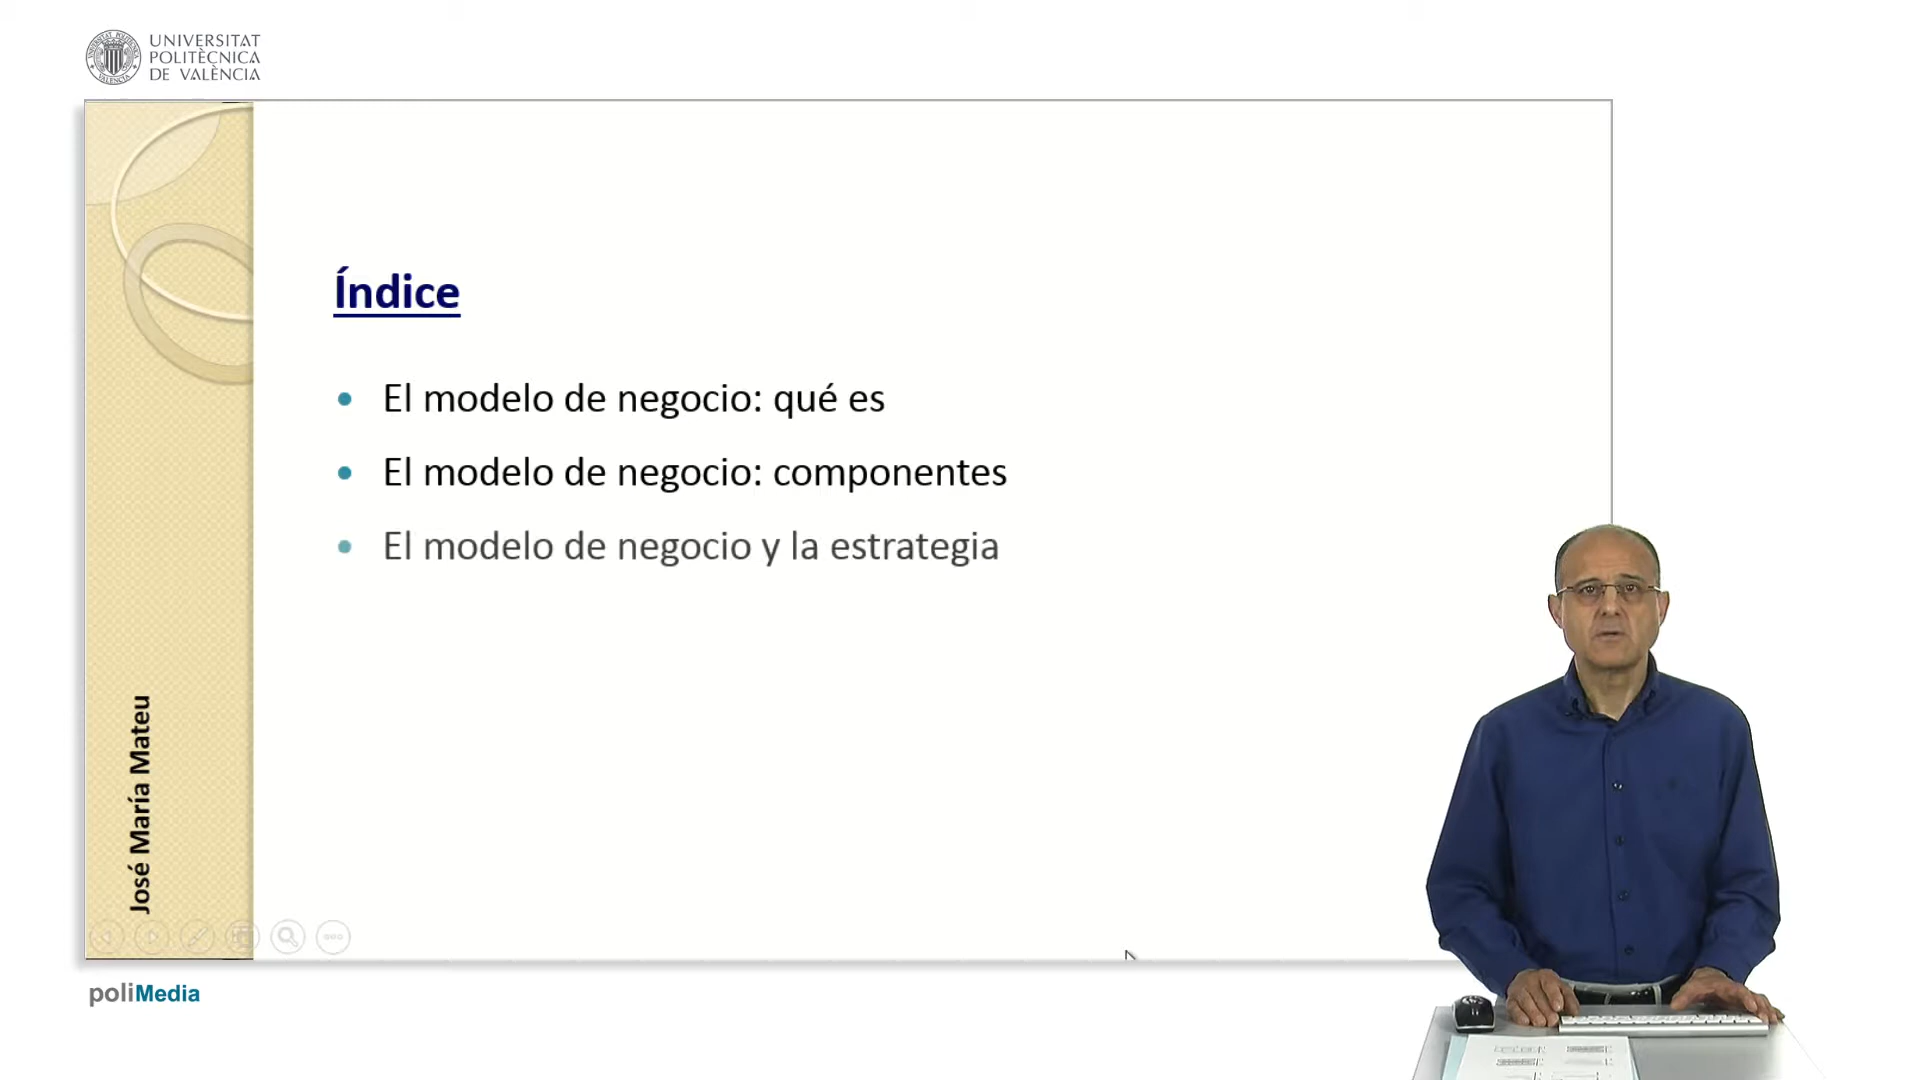 UNIVERSITAT
POLITÈCNICA
DE VALÈNCIA
Índice
El modelo de negocio: qué es
El modelo de negocio: componentes
El modelo de negocio y la estrategia
José María Mateu
poliMedia